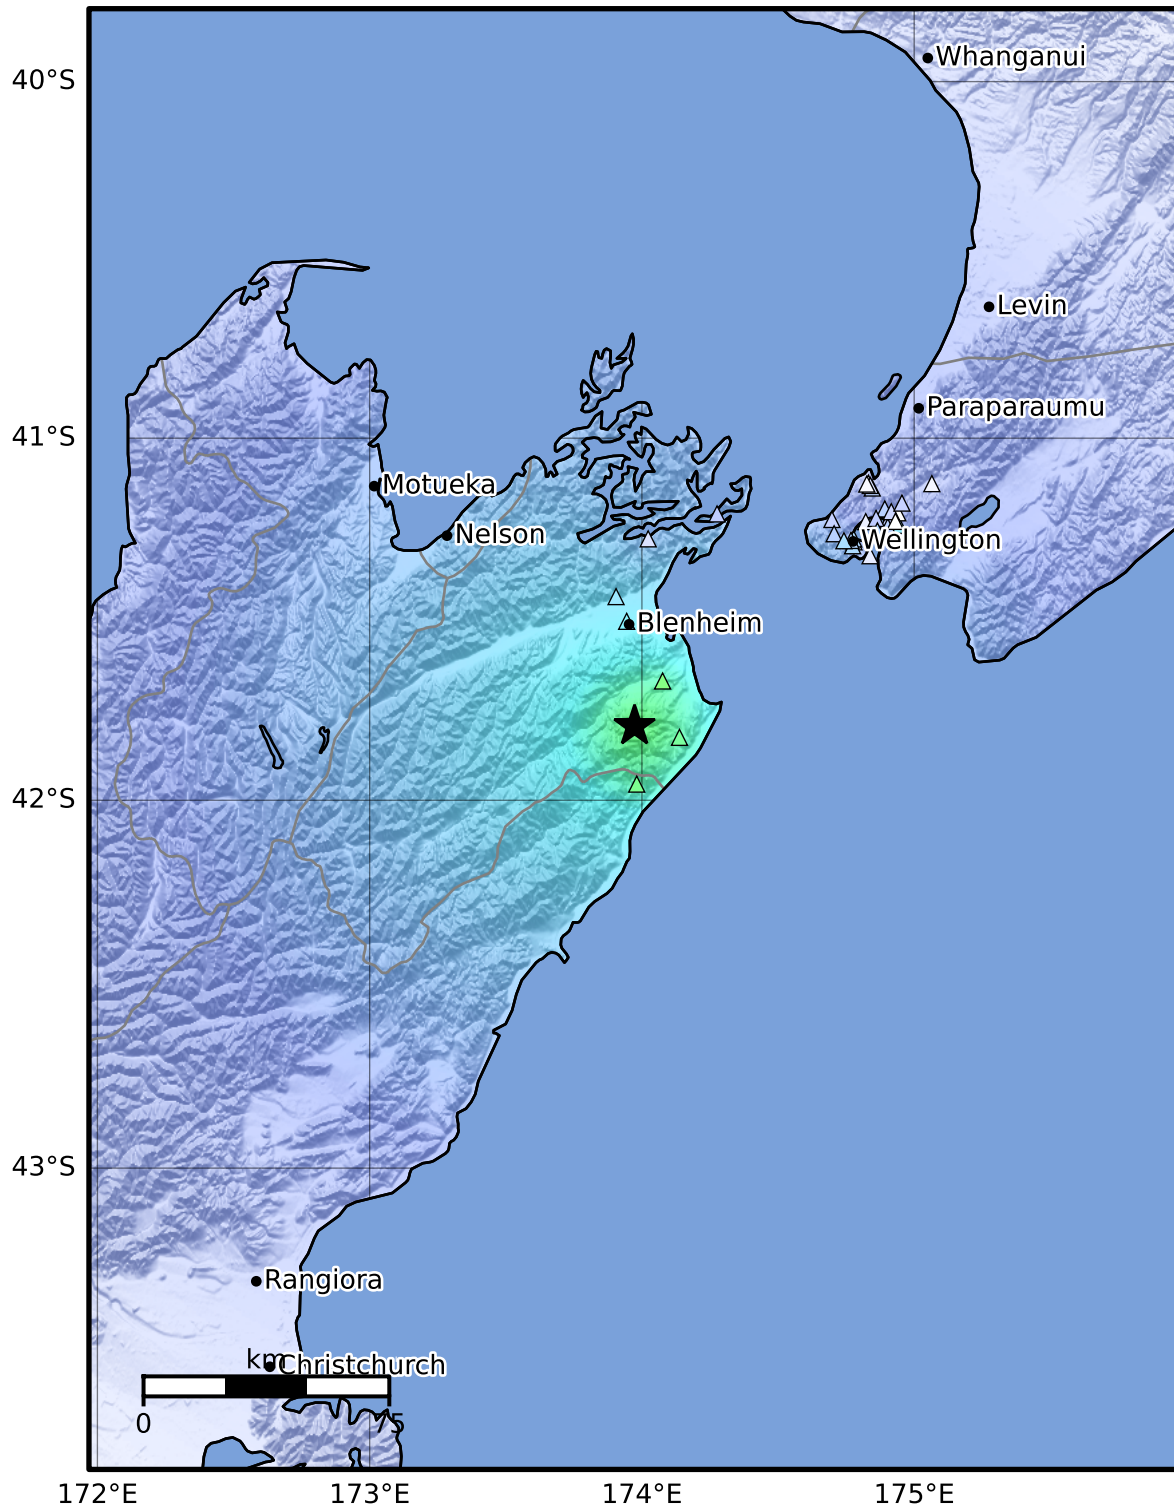 Whanganui
40°S
Levin
Paraparaumu
41°S
Motueka
Nelson
Wellington
Blenheim
42°S
43°S
Rangiora
km
Christchurch
0
75
172°E
173°E
174°E
175°E